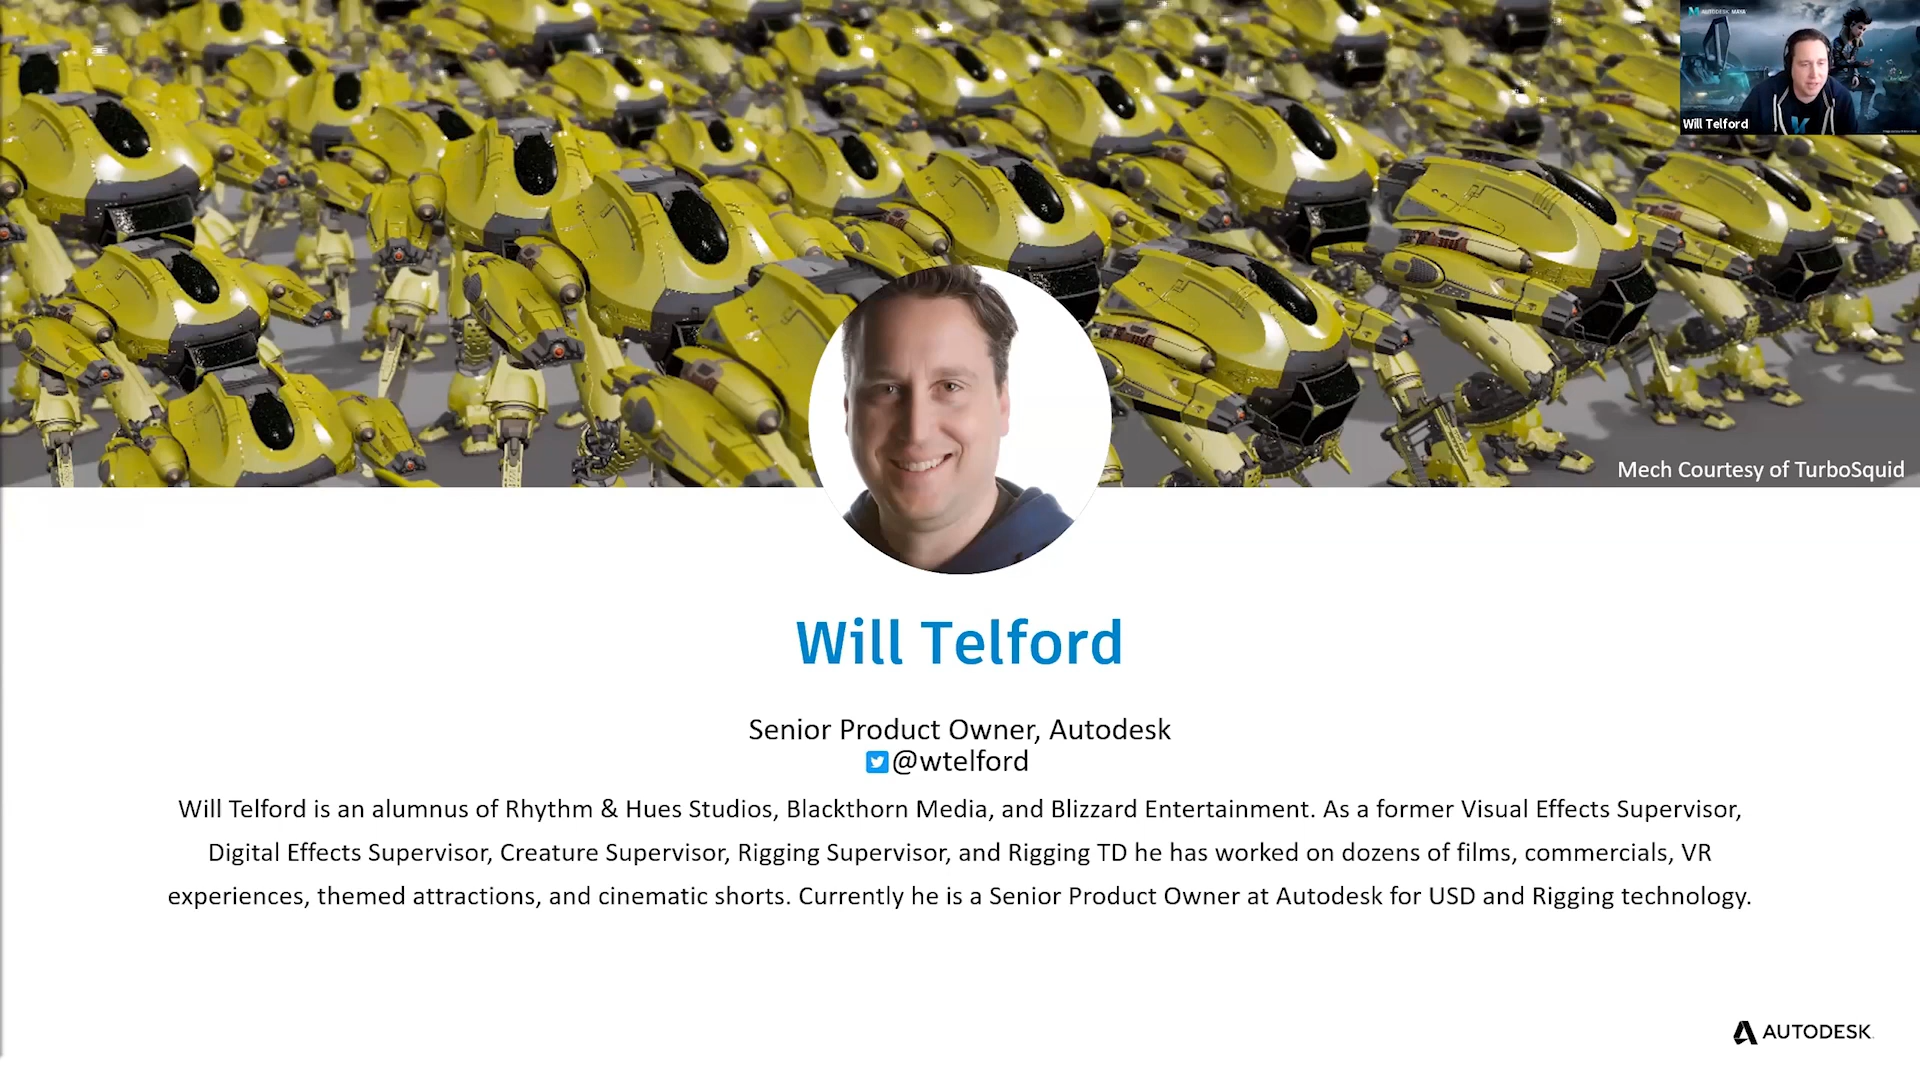 AUTODESK MAYA
Will Telford
Mech Courtesy of TurboSquid
Will Telford
Senior Product Owner, Autodesk
@wtelford
Will Telford is an alumnus of Rhythm & Hues Studios, Blackthorn Media, and Blizzard Entertainment. As a former Visual Effects Supervisor,
Digital Effects Supervisor, Creature Supervisor, Rigging Supervisor, and Rigging TD he has worked on dozens of films, commercials, VR
experiences, themed attractions, and cinematic shorts. Currently he is a Senior Product Owner at Autodesk for USD and Rigging technology.
AUTODESK